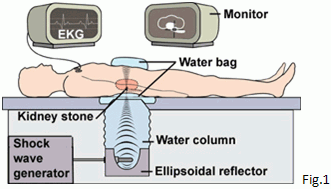 EKG
Monitor
Water bag
Kidney stone
Water column
Shock
wave
generator
Ellipsoidal reflector
Fig.1